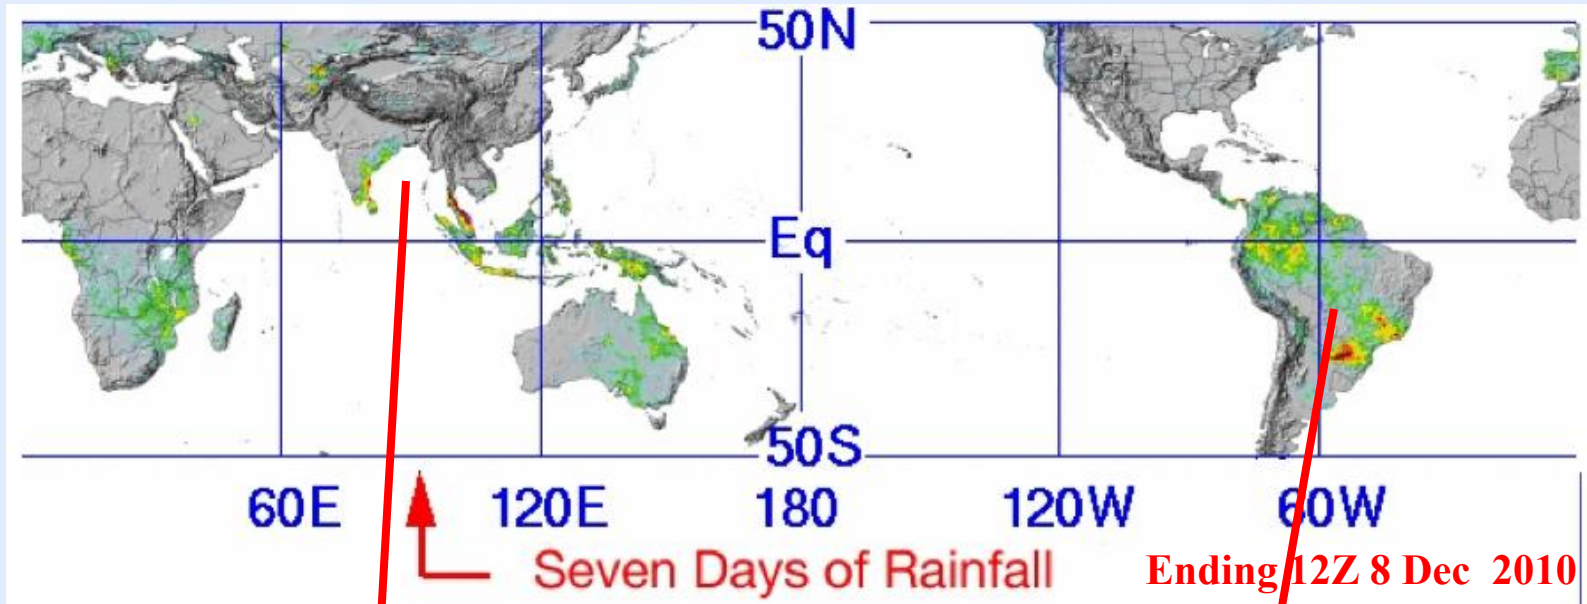 50N
Eq
50S
60E 120E 180 120W 60W
Seven Days of Rainfall
Ending 12Z 8 Dec 2010